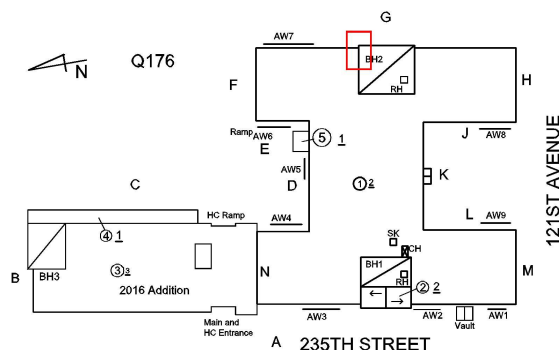 G
AW7
N
Q176
BH2
RH
F
H
Ramp
AW6
5 1
E
J
AW8
121ST AVENUE
AW5
K
D
1 2
C
HC Ramp
AW4
L
AW9
SK
CH
4 1
B
BH3
3 3
2016 Addition
N
BH1
RH
2 2
M
Main and
HC Entrance
AW3
AW2
Vault
AW1
A
235TH STREET